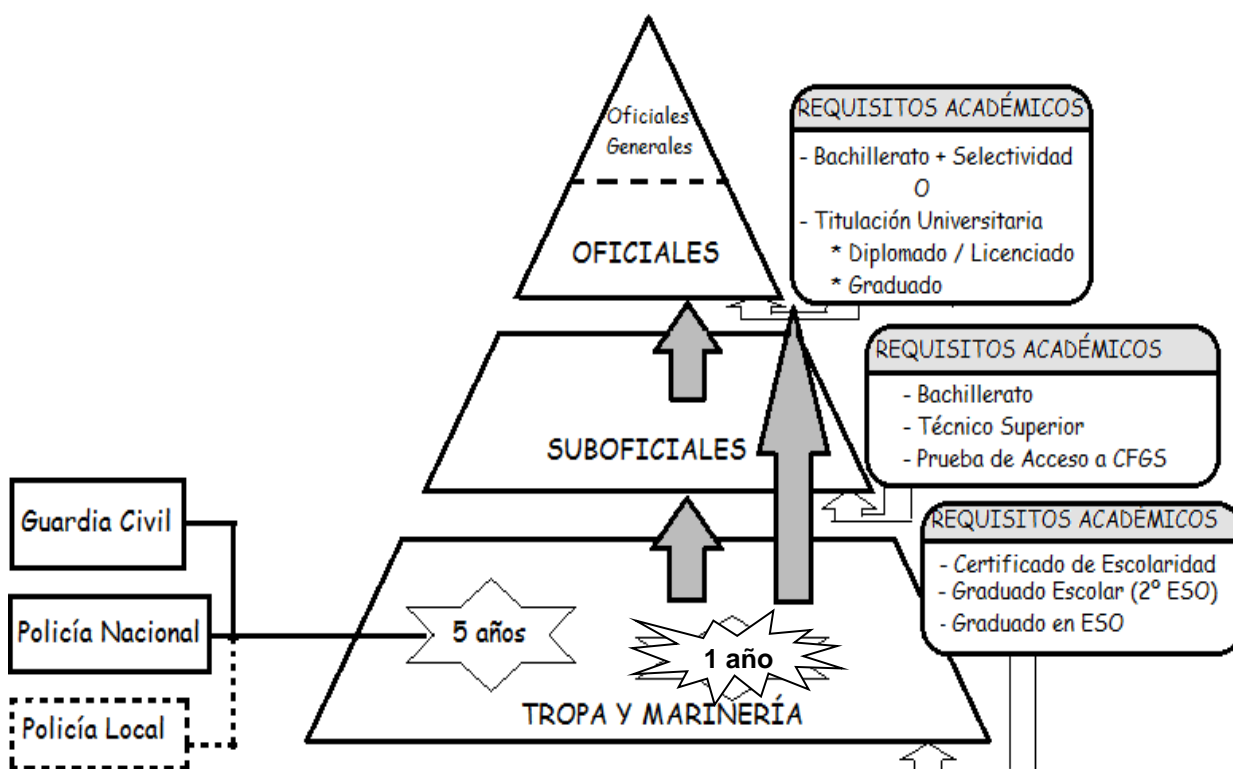 Oficiales
Generales
OFICIALES
REQUISITOS ACADÉMICOS
- Bachillerato + Selectividad
O
- Titulación Universitaria
* Diplomado / Licenciado
* Graduado
SUBOFICIALES
REQUISITOS ACADÉMICOS
- Bachillerato
- Técnico Superior
- Prueba de Acceso a CFGS
Guardia Civil
Policía Nacional
Policía Local
5 años
1 año
TROPA Y MARINERÍA
REQUISITOS ACADÉMICOS
- Certificado de Escolaridad
- Graduado Escolar (2º ESO)
- Graduado en ESO